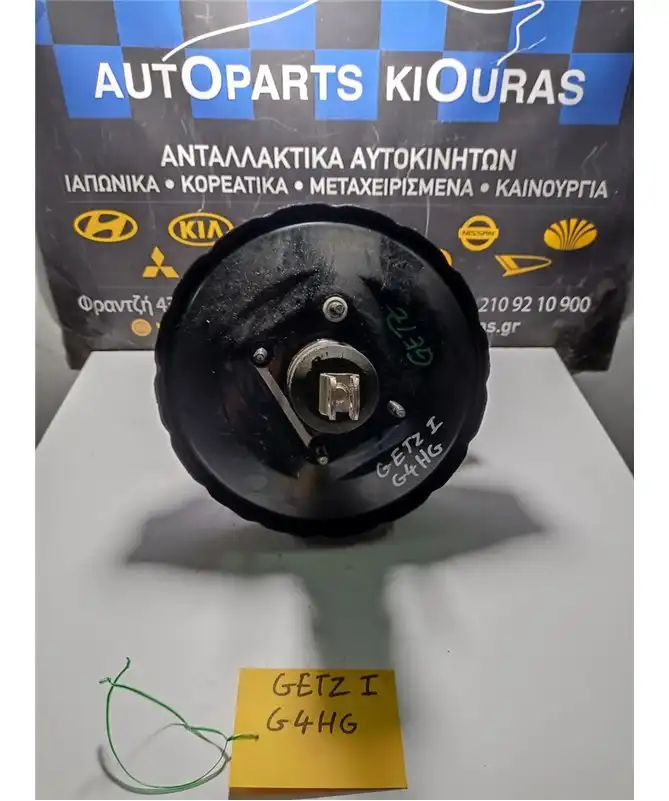 AUTOPARTS KIOURAS
ΑΝΤΑΛΛΑΚΤΙΚΑ ΑΥΤΟΚΙΝΗΤΩΝ
ΙΑΠΩΝΙΚΑ • ΚΟΡΕΑΤΙΚΑ • ΜΕΤΑΧΕΙΡΙΣΜΕΝΑ • ΚΑΙΝΟΥΡΓΙΑ
KIA
NISSAN
Φραντζή
210 92 10 900
GETZ
GETZ I
G4HG
GETZ I
G4HG